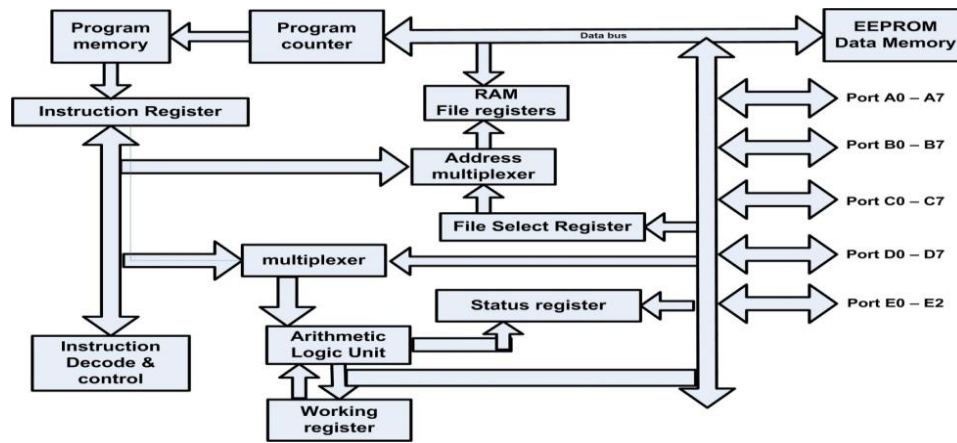 Program
memory
Program
counter
Data bus
EEPROM
Data Memory
Instruction Register
RAM
File registers
Port A0 – A7
Address
multiplexer
Port B0 – B7
File Select Register
Port C0 – C7
multiplexer
Port D0 – D7
Status register
Port E0 – E2
Instruction
Decode &
control
Arithmetic
Logic Unit
Working
register